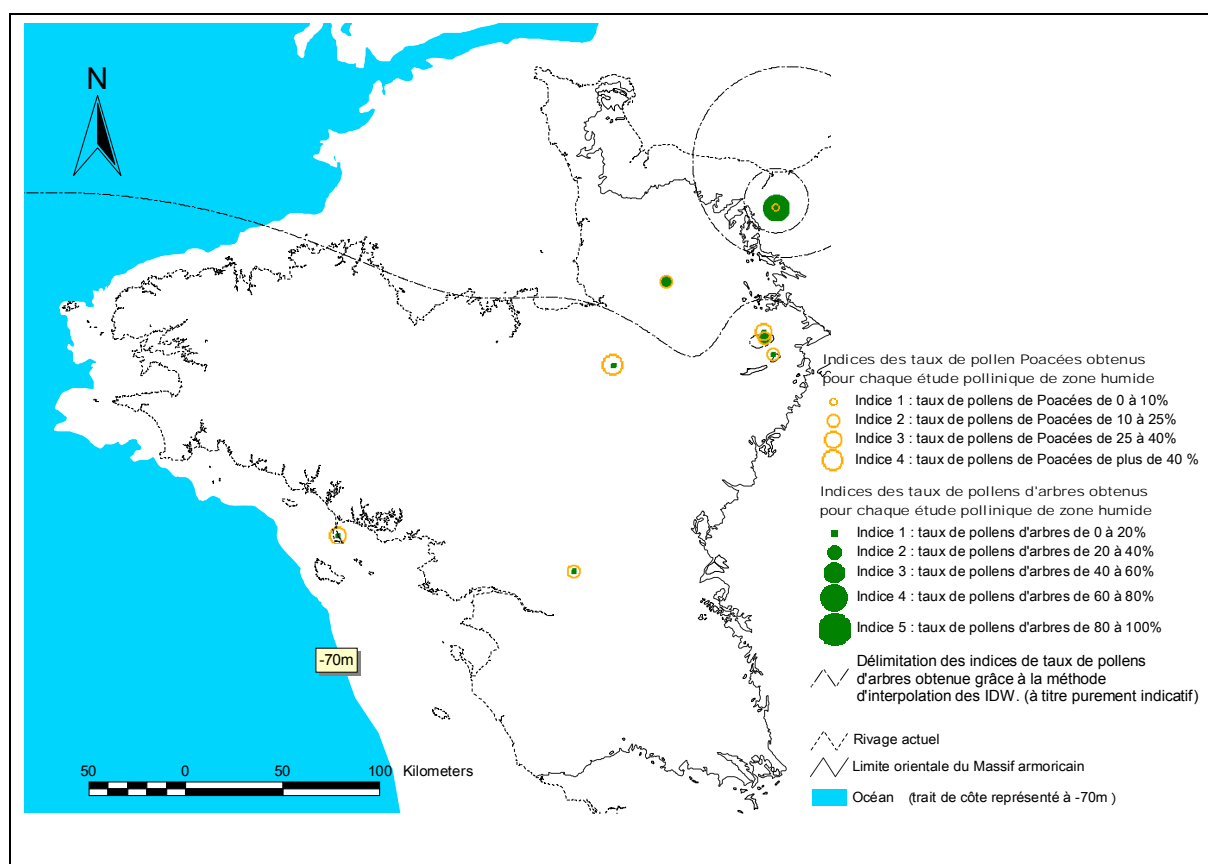 N
Indices des taux de pollen Poacées obtenus
pour chaque étude pollinique de zone humide
Indice 1 : taux de pollens de Poacées de 0 à 10%
Indice 2 : taux de pollens de Poacées de 10 à 25%
Indice 3 : taux de pollens de Poacées de 25 à 40%
Indice 4 : taux de pollens de Poacées de plus de 40 %
Indices des taux de pollens d'arbres obtenus
pour chaque étude pollinique de zone humide
Indice 1 : taux de pollens d'arbres de 0 à 20%
Indice 2 : taux de pollens d'arbres de 20 à 40%
Indice 3 : taux de pollens d'arbres de 40 à 60%
Indice 4 : taux de pollens d'arbres de 60 à 80%
Indice 5 : taux de pollens d'arbres de 80 à 100%
Délimitation des indices de taux de pollens
d'arbres obtenue grâce à la méthode
d'interpolation des IDW. (à titre purement indicatif)
Rivage actuel
Limite orientale du Massif armoricain
Océan (trait de côte représenté à -70m )
-70m
50 0 50 100 Kilometers